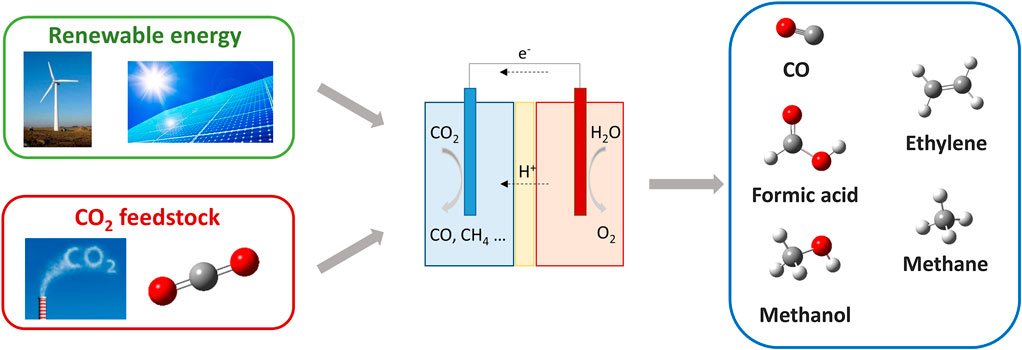 Renewable energy
CO₂ feedstock
CO₂
e⁻
CO₂
H₂O
H⁺
CO, CH₄ ...
O₂
CO
Ethylene
Formic acid
Methane
Methanol